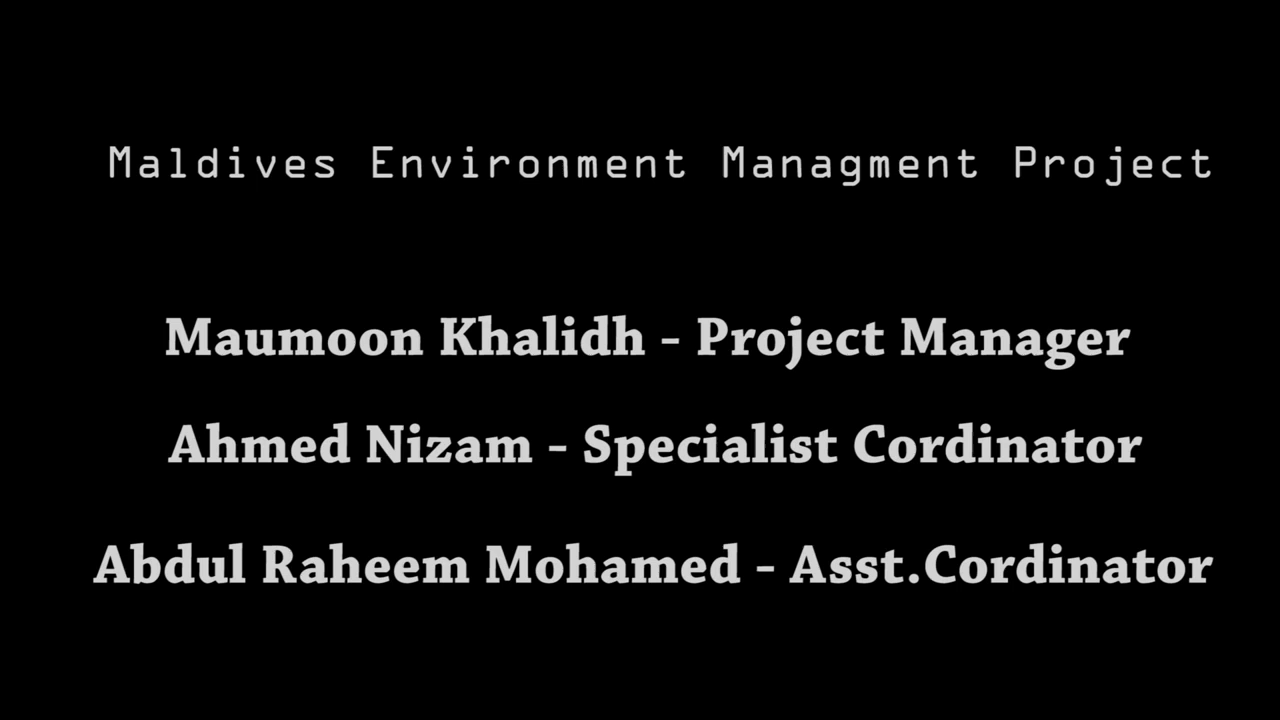 Maldives Environment Managment Project
Maumoon Khalidh - Project Manager
Ahmed Nizam - Specialist Cordinator
Abdul Raheem Mohamed - Asst.Cordinator